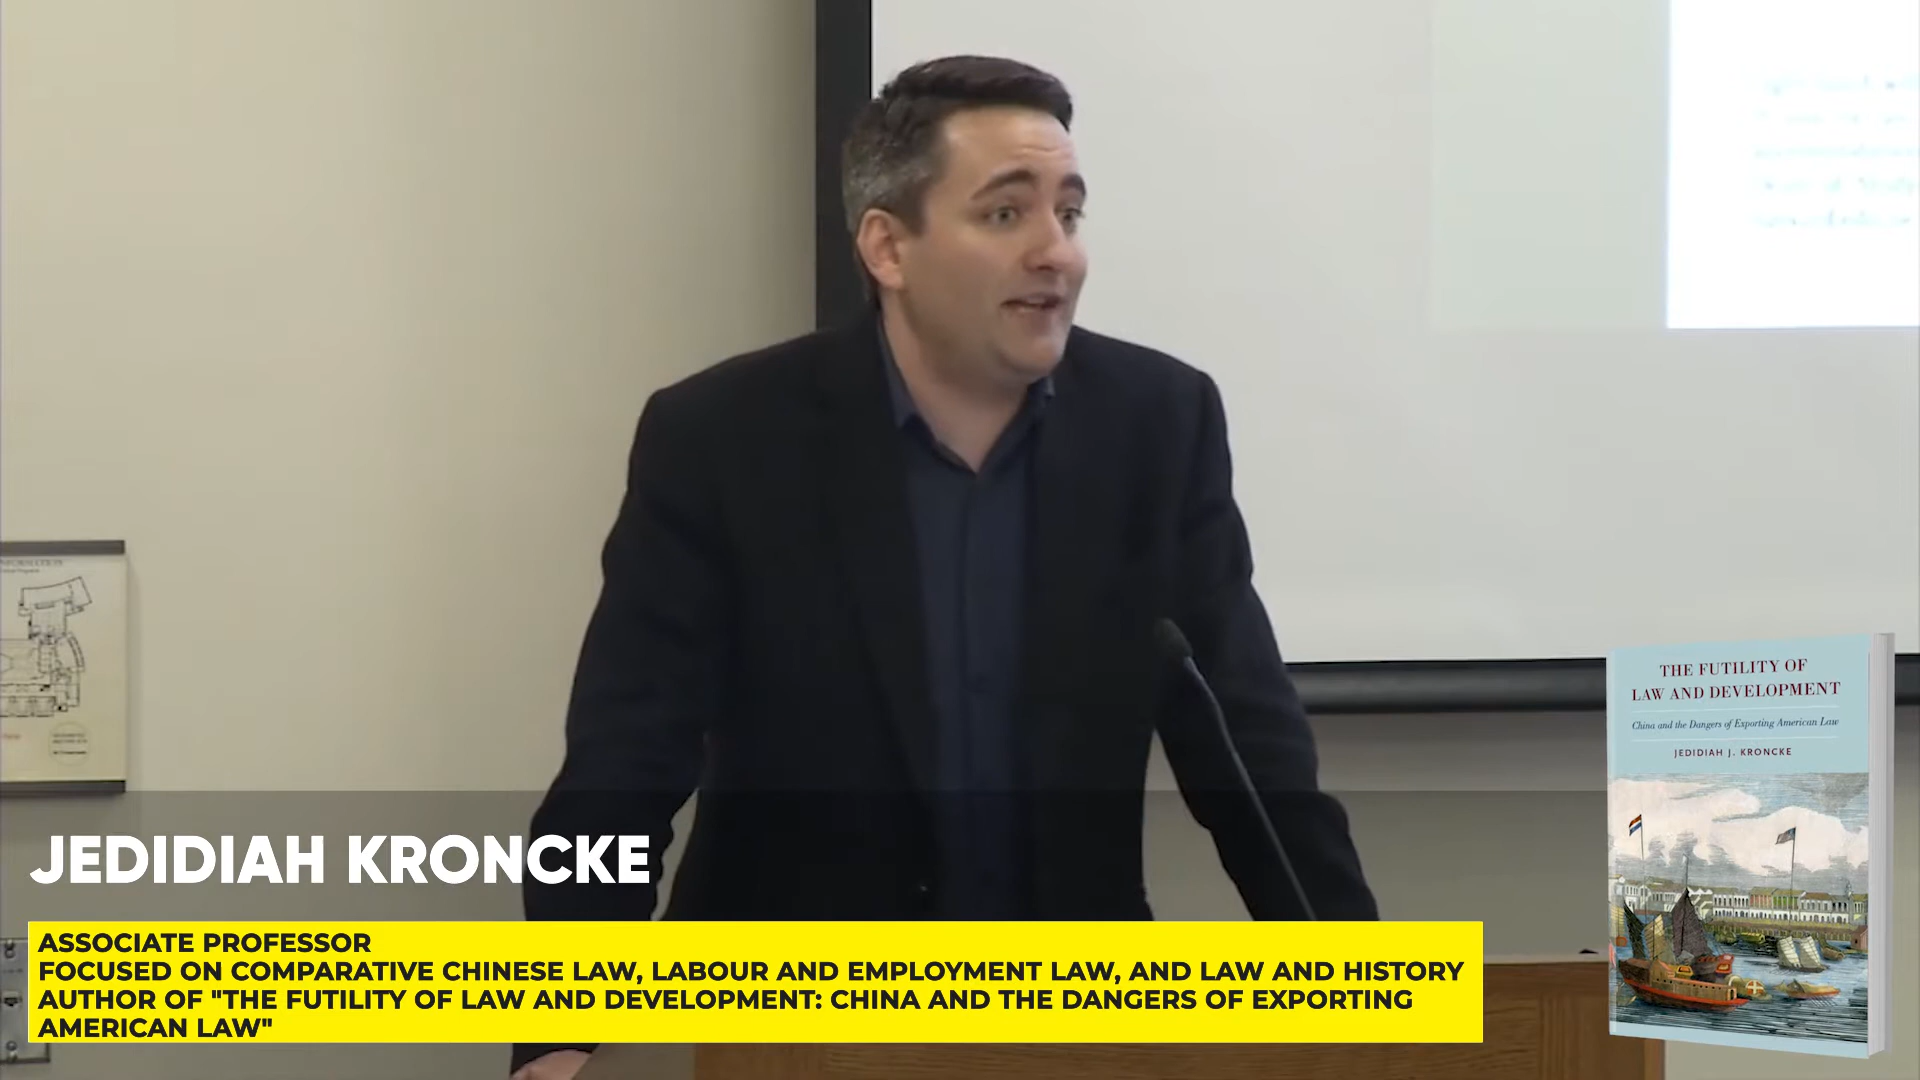 THE FUTILITY OF
LAW AND DEVELOPMENT
China and the Dangers of Exporting American Law
JEDIDIAH J. KRONCKE
JEDIDIAH KRONCKE
ASSOCIATE PROFESSOR
FOCUSED ON COMPARATIVE CHINESE LAW, LABOUR AND EMPLOYMENT LAW, AND LAW AND HISTORY
AUTHOR OF "THE FUTILITY OF LAW AND DEVELOPMENT: CHINA AND THE DANGERS OF EXPORTING
AMERICAN LAW"